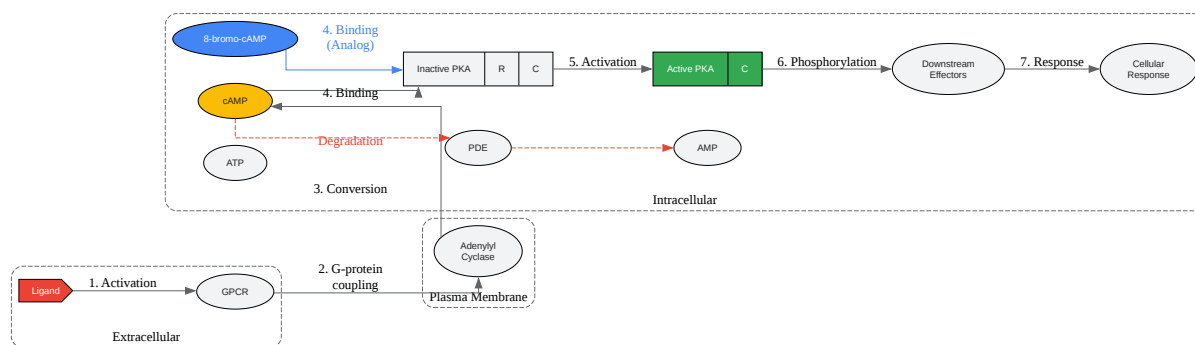 8-bromo-cAMP
4. Binding
(Analog)
Inactive PKA
R
C
5. Activation
Active PKA
C
6. Phosphorylation
Downstream
Effectors
7. Response
Cellular
Response
cAMP
4. Binding
Degradation
PDE
AMP
ATP
3. Conversion
Intracellular
Adenylyl
Cyclase
Plasma Membrane
Ligand
1. Activation
GPCR
2. G-protein
coupling
Extracellular